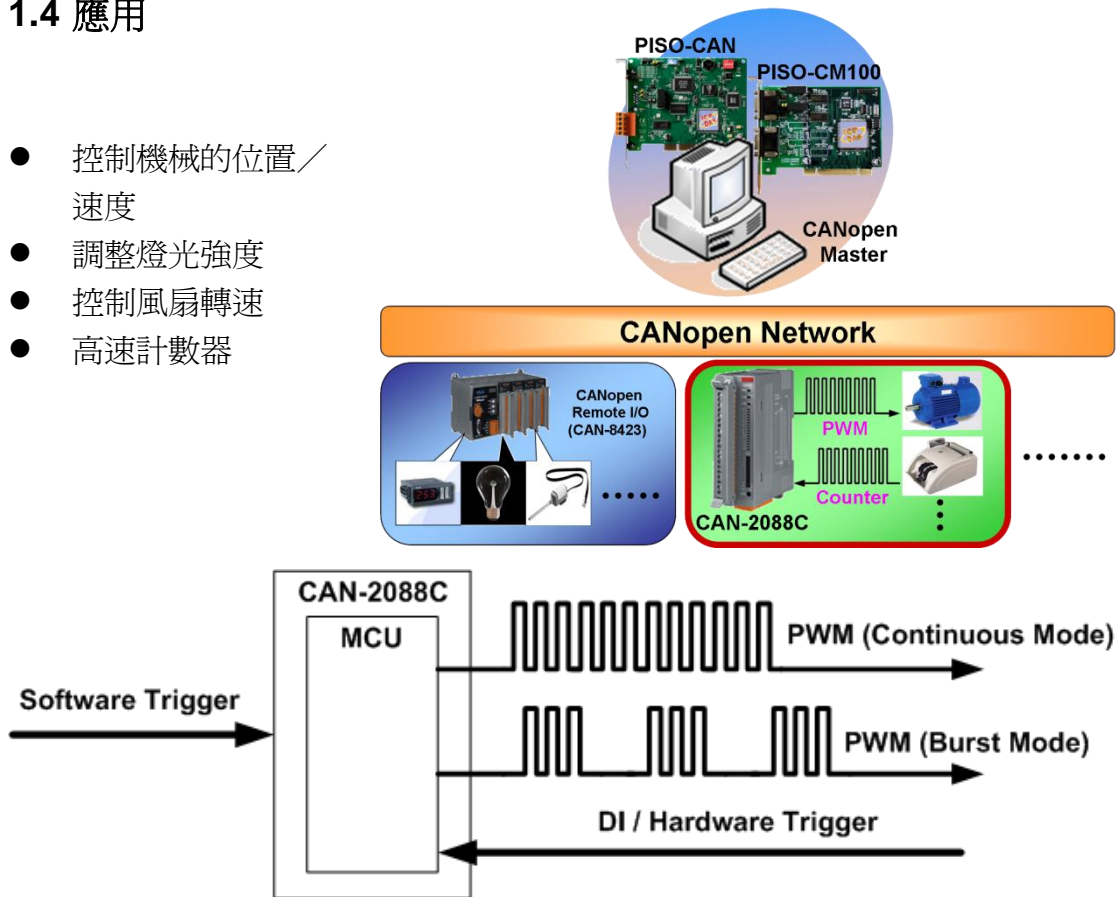 1.4 應用
● 控制機械的位置／
速度
● 調整燈光強度
● 控制風扇轉速
● 高速計數器
PISO-CAN
PISO-CM100
CANopen
Master
CANopen Network
CANopen
Remote I/O
(CAN-8423)
PWM
Counter
CAN-2088C
CAN-2088C
MCU
Software Trigger
PWM (Continuous Mode)
PWM (Burst Mode)
DI / Hardware Trigger